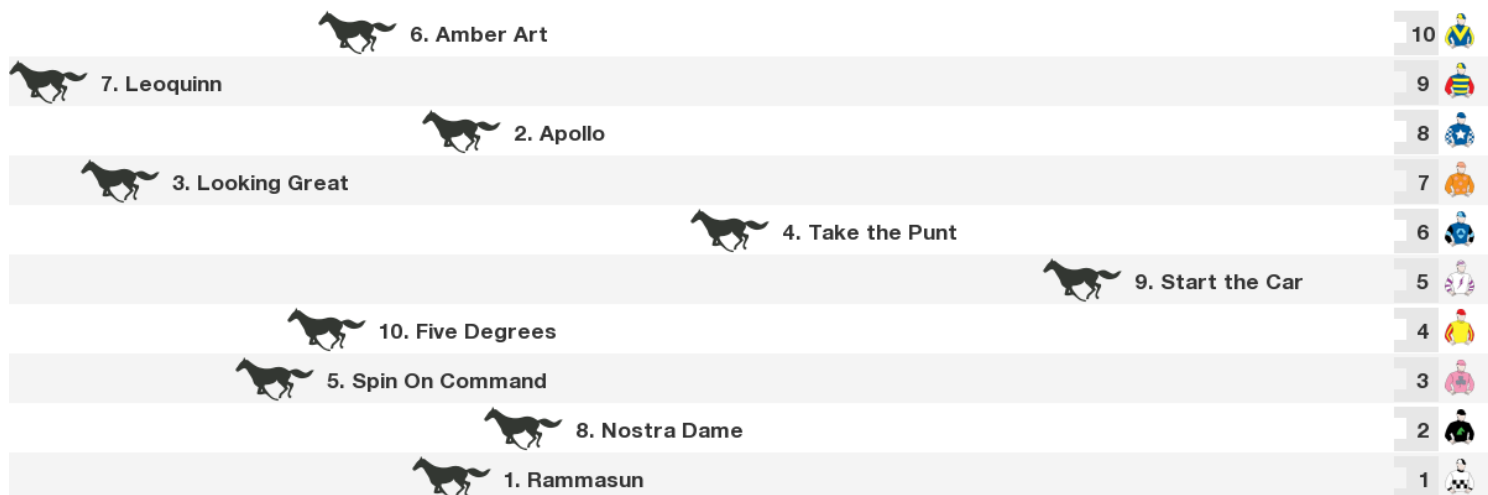 6. Amber Art 10
7. Leoquinn 9
2. Apollo 8
3. Looking Great 7
4. Take the Punt 6
9. Start the Car 5
10. Five Degrees 4
5. Spin On Command 3
8. Nostra Dame 2
1. Rammasun 1